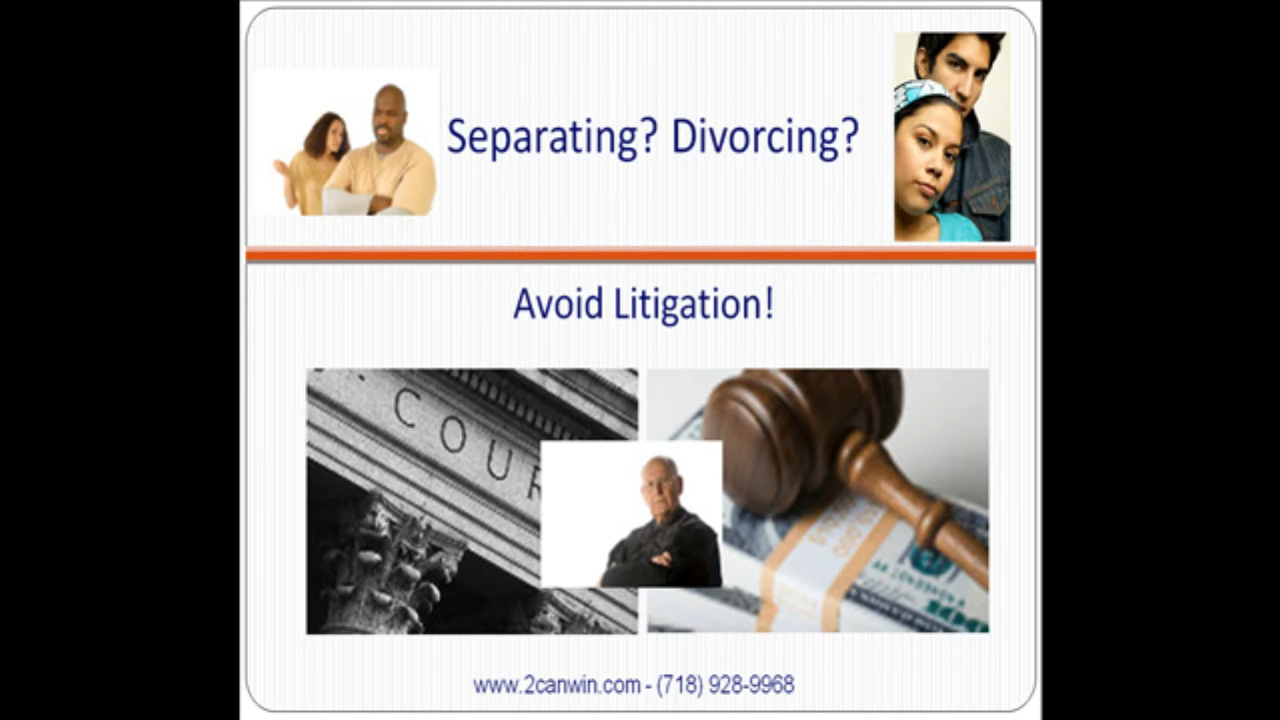 Separating? Divorcing?
Avoid Litigation!
COUR
www.2canwin.com - (718) 928-9968